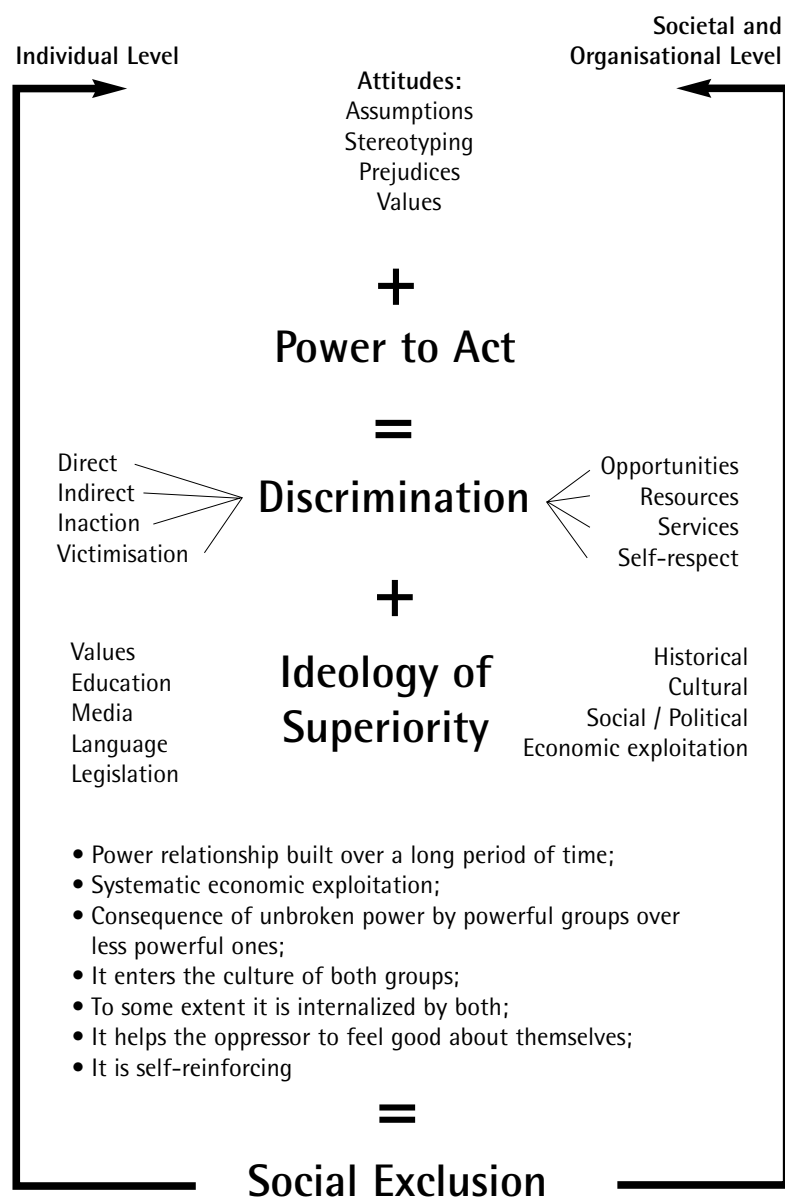 Individual Level
Societal and
Organisational Level
Attitudes:
Assumptions
Stereotyping
Prejudices
Values
+
Power to Act
=
Direct
Indirect
Inaction
Victimisation
Discrimination
Opportunities
Resources
Services
Self-respect
+
Values
Education
Media
Language
Legislation
Ideology of
Superiority
Historical
Cultural
Social / Political
Economic exploitation
• Power relationship built over a long period of time;
• Systematic economic exploitation;
• Consequence of unbroken power by powerful groups over
less powerful ones;
• It enters the culture of both groups;
• To some extent it is internalized by both;
• It helps the oppressor to feel good about themselves;
• It is self-reinforcing
=
Social Exclusion